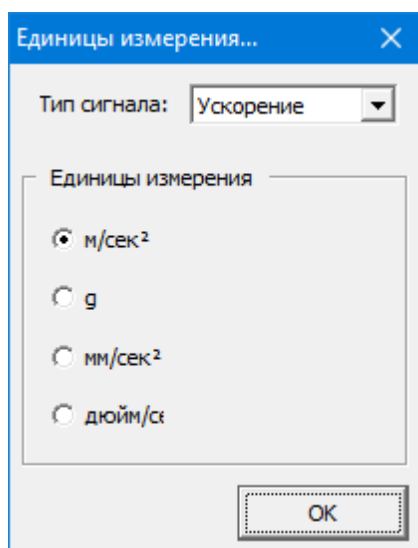 Единицы измерения...
Тип сигнала: Ускорение
Единицы измерения
м/сек²
g
мм/сек²
дюйм/се
OK